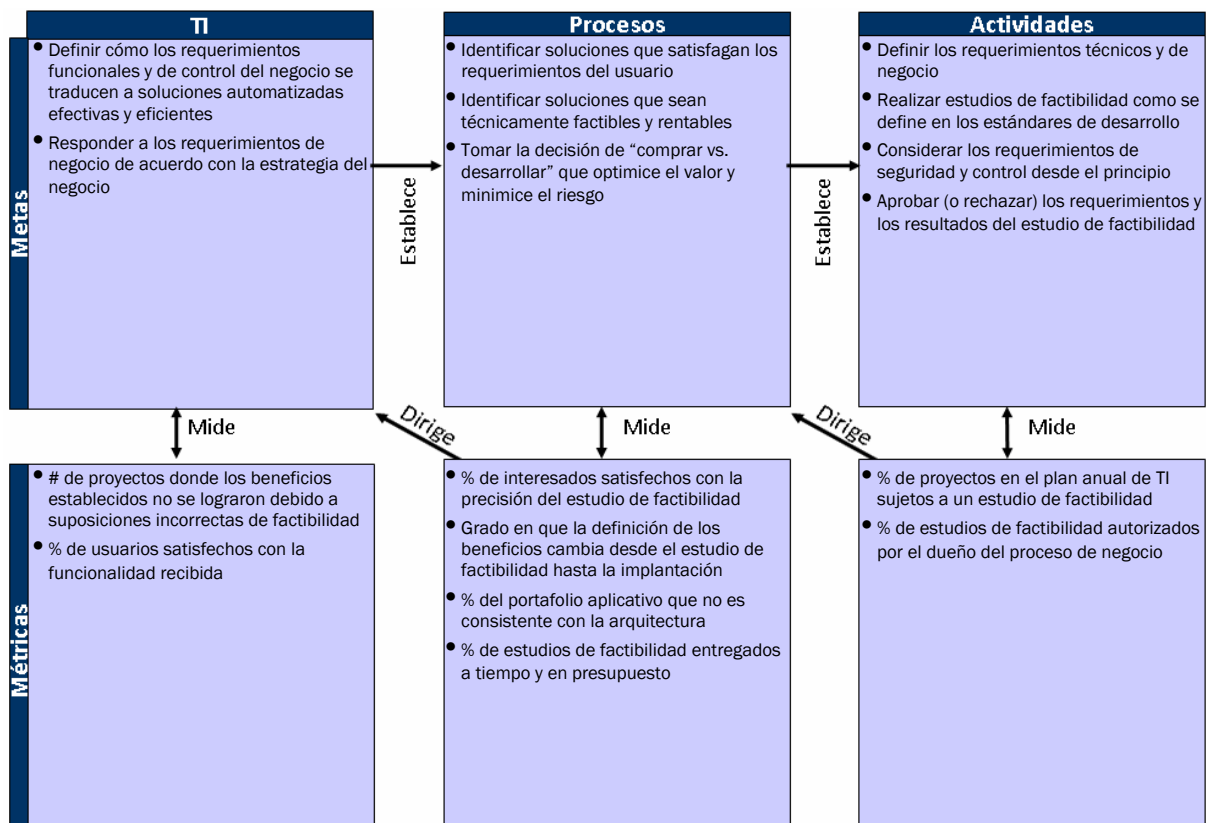 TI
Procesos
Actividades
Metas
• Definir cómo los requerimientos
funcionales y de control del negocio se
traducen a soluciones automatizadas
efectivas y eficientes
• Responder a los requerimientos de
negocio de acuerdo con la estrategia del
negocio
Establece
• Identificar soluciones que satisfagan los
requerimientos del usuario
• Identificar soluciones que sean
técnicamente factibles y rentables
• Tomar la decisión de “comprar vs.
desarrollar” que optimice el valor y
minimice el riesgo
Establece
• Definir los requerimientos técnicos y de
negocio
• Realizar estudios de factibilidad como se
define en los estándares de desarrollo
• Considerar los requerimientos de
seguridad y control desde el principio
• Aprobar (o rechazar) los requerimientos y
los resultados del estudio de factibilidad
Mide
Dirige
Mide
Dirige
Mide
Métricas
• # de proyectos donde los beneficios
establecidos no se lograron debido a
suposiciones incorrectas de factibilidad
• % de usuarios satisfechos con la
funcionalidad recibida
• % de interesados satisfechos con la
precisión del estudio de factibilidad
• Grado en que la definición de los
beneficios cambia desde el estudio de
factibilidad hasta la implantación
• % del portafolio aplicativo que no es
consistente con la arquitectura
• % de estudios de factibilidad entregados
a tiempo y en presupuesto
• % de proyectos en el plan anual de TI
sujetos a un estudio de factibilidad
• % de estudios de factibilidad autorizados
por el dueño del proceso de negocio